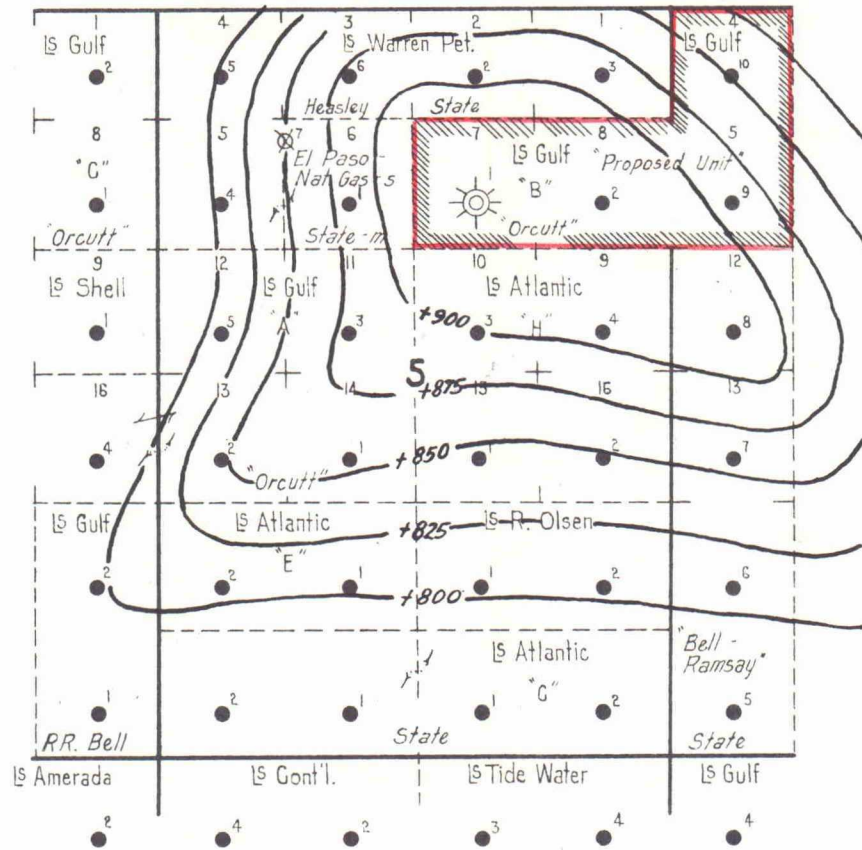 4 3 2 1 4
LS Gulf LS Warren Pet. LS Gulf
2 5 6 2 3 10
Heasley State
8 5 7 6 7 8 5
"C" El Paso - LS Gulf "Proposed Unit"
Nat Gas-s "B"
1 4 1 1 2 9
"Orcutt" State-m "Orcutt"
9 12 11 10 9 12
LS Shell LS Gulf LS Atlantic
"A" +900 "H"
1 5 3 3 4 8
5
16 13 14 +875 15 16 13
4 2 1 +850 1 2 7
"Orcutt"
LS Gulf LS Atlantic LS R. Olsen
"E" +825
2 2 1 1 2 6
+800
LS Atlantic "Bell -
"C" Ramsay"
1 2 1 1 2 5
R.R. Bell State State
LS Amerada LS Cont'l. LS Tide Water LS Gulf
2 4 2 3 4 4